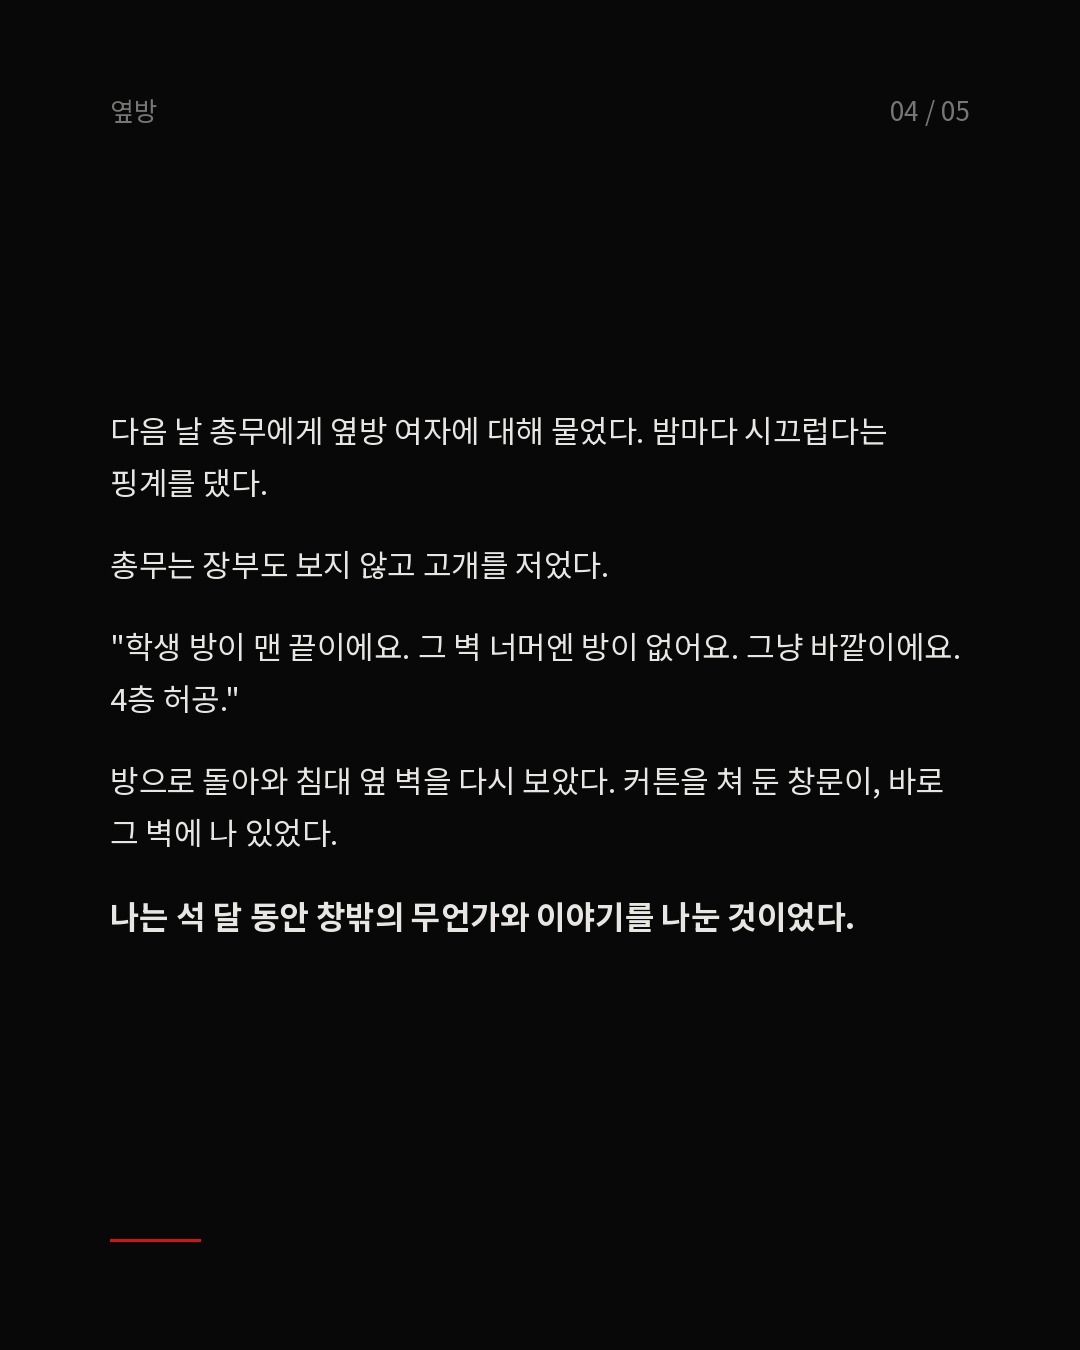 옆방
04 / 05
다음 날 총무에게 옆방 여자에 대해 물었다. 밤마다 시끄럽다는
핑계를 댔다.
총무는 장부도 보지 않고 고개를 저었다.
"학생 방이 맨 끝이에요. 그 벽 너머엔 방이 없어요. 그냥 바깥이에요.
4층 허공."
방으로 돌아와 침대 옆 벽을 다시 보았다. 커튼을 쳐 둔 창문이, 바로
그 벽에 나 있었다.
나는 석 달 동안 창밖의 무언가와 이야기를 나눈 것이었다.